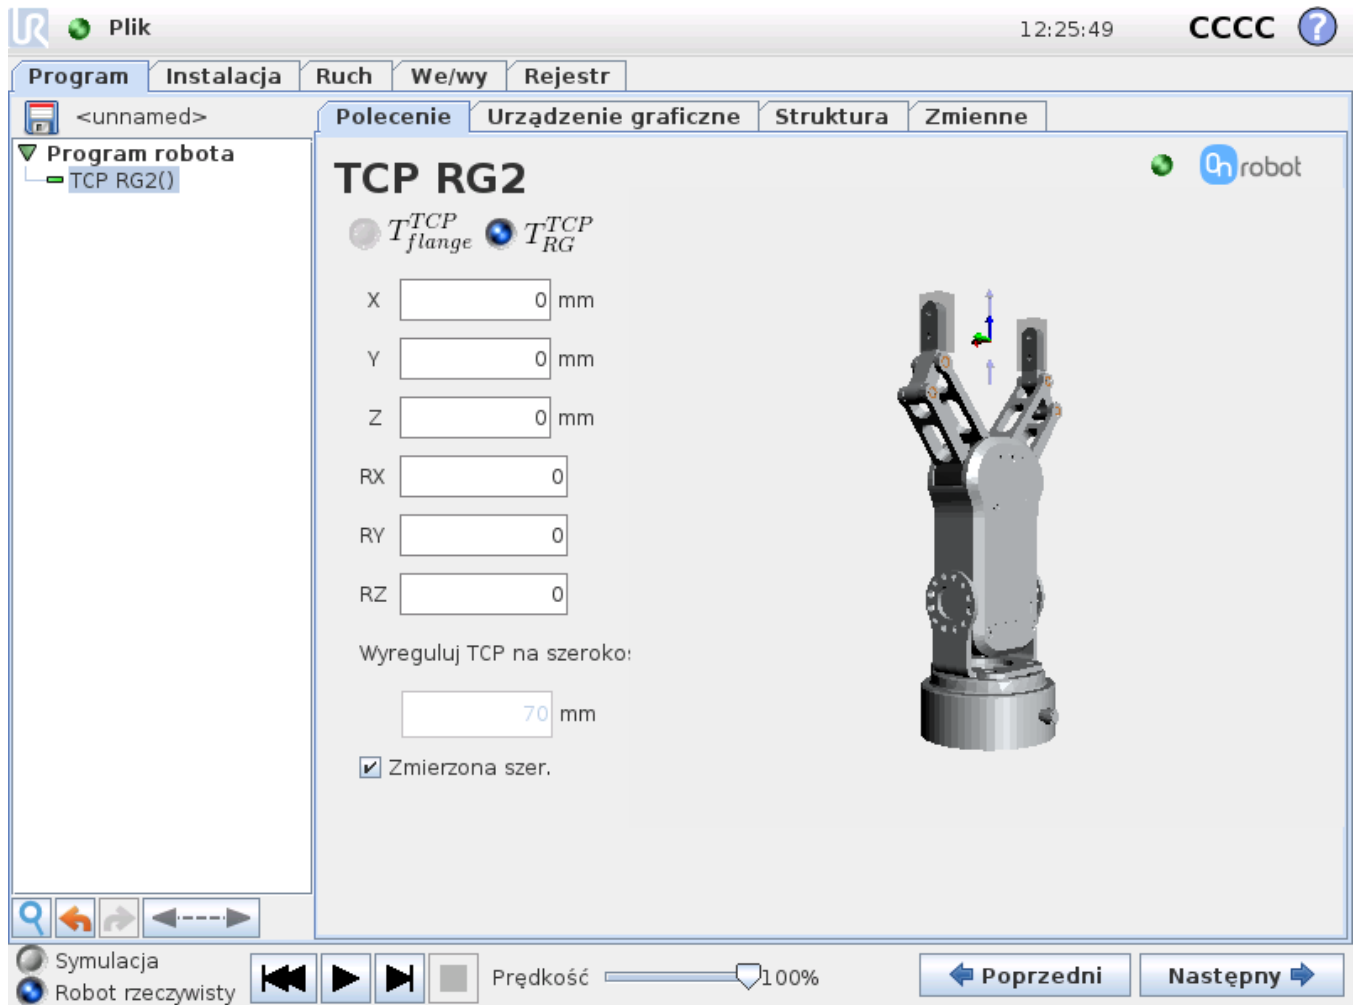 Plik 12:25:49 CCCC ?
Program Instalacja Ruch We/wy Rejestr
<unnamed> Polecenie Urządzenie graficzne Struktura Zmienne
Program robota
TCP RG2()
TCP RG2
On robot
T^{TCP}_{flange} T^{TCP}_{RG}
X 0 mm
Y 0 mm
Z 0 mm
RX 0
RY 0
RZ 0
Wyreguluj TCP na szeroko
70 mm
Zmierzona szer.
Symulacja
Robot rzeczywisty
Prędkość 100%
Poprzedni Następny